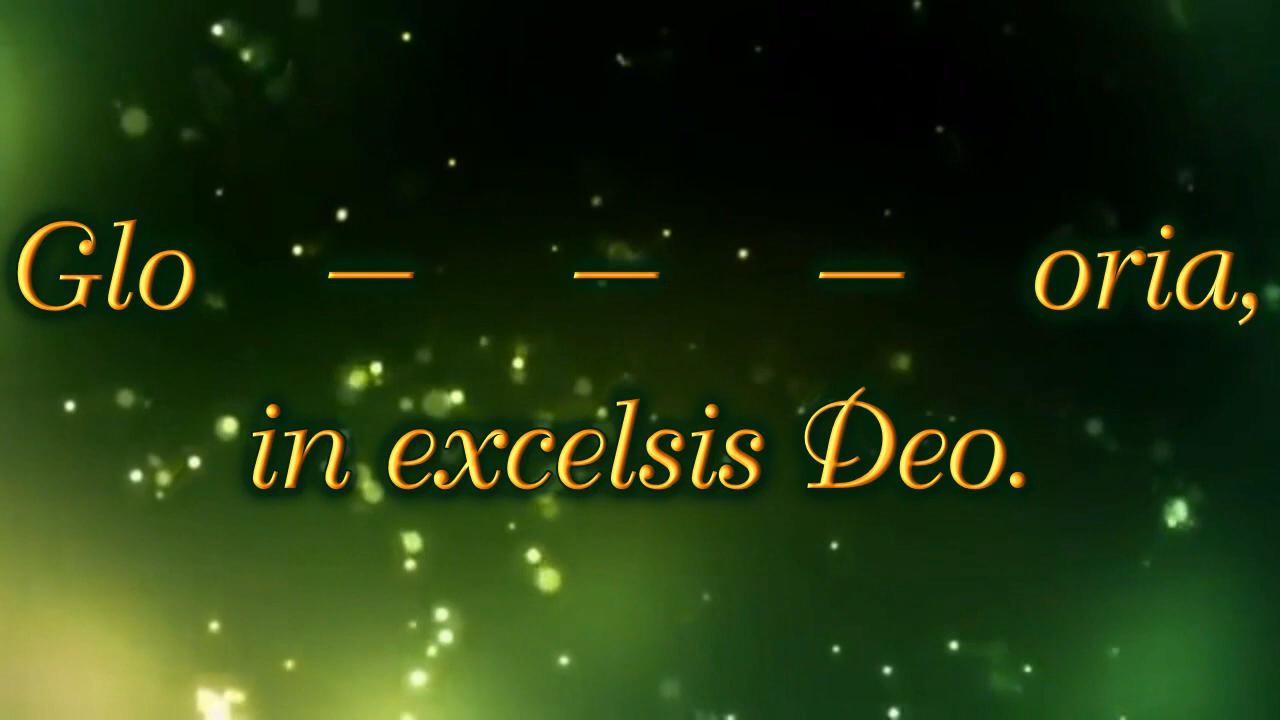 Glo — — — oria,
in excelsis Deo.